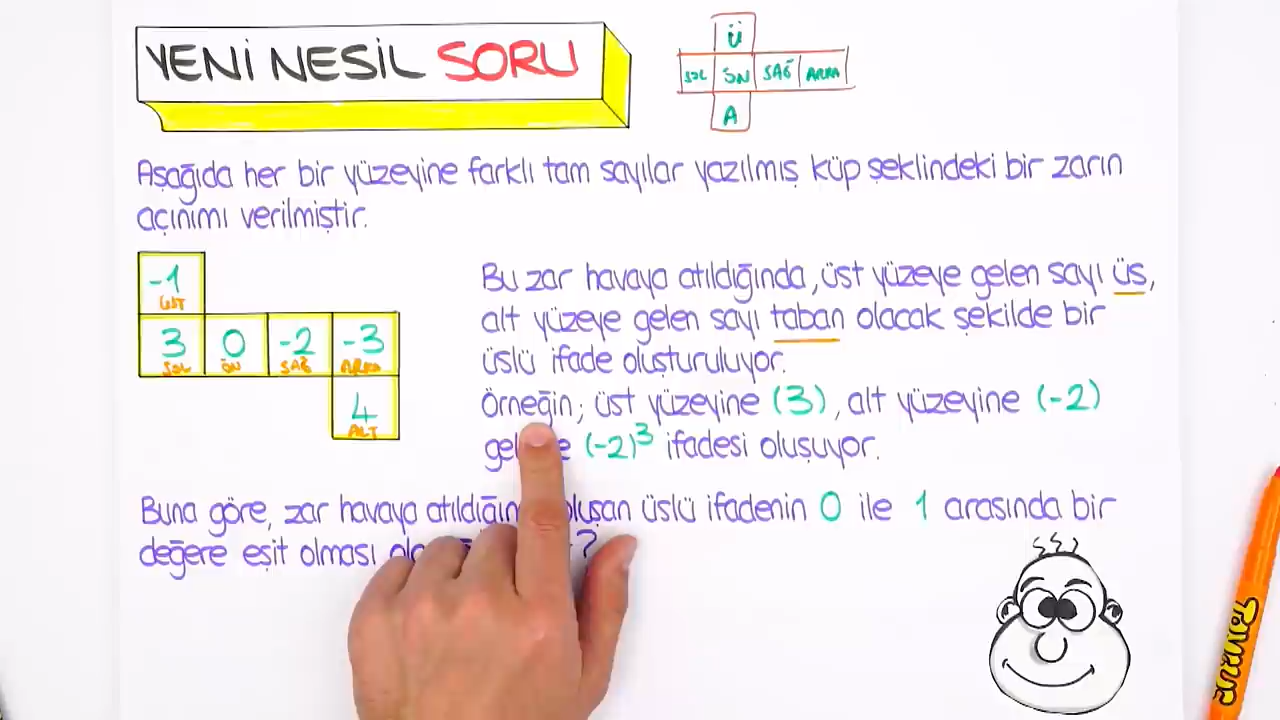 YENİ NESİL SORU
Ü
SOL ÖN SAĞ ARKA
A
Aşağıda her bir yüzeyine farklı tam sayılar yazılmış küp şeklindeki bir zarın
açınımı verilmiştir.
-1
ÜST
3 0 -2 -3
SOL ÖN SAĞ ARKA
4
ALT
Bu zar havaya atıldığında, üst yüzeye gelen sayı üs,
alt yüzeye gelen sayı taban olacak şekilde bir
üslü ifade oluşturuluyor.
Örneğin; üst yüzeyine (3), alt yüzeyine (-2)
(-2)³ ifadesi oluşuyor.
Buna göre, zar havaya üslü ifadenin 0 ile 1 arasında bir
değere eşit olması ?